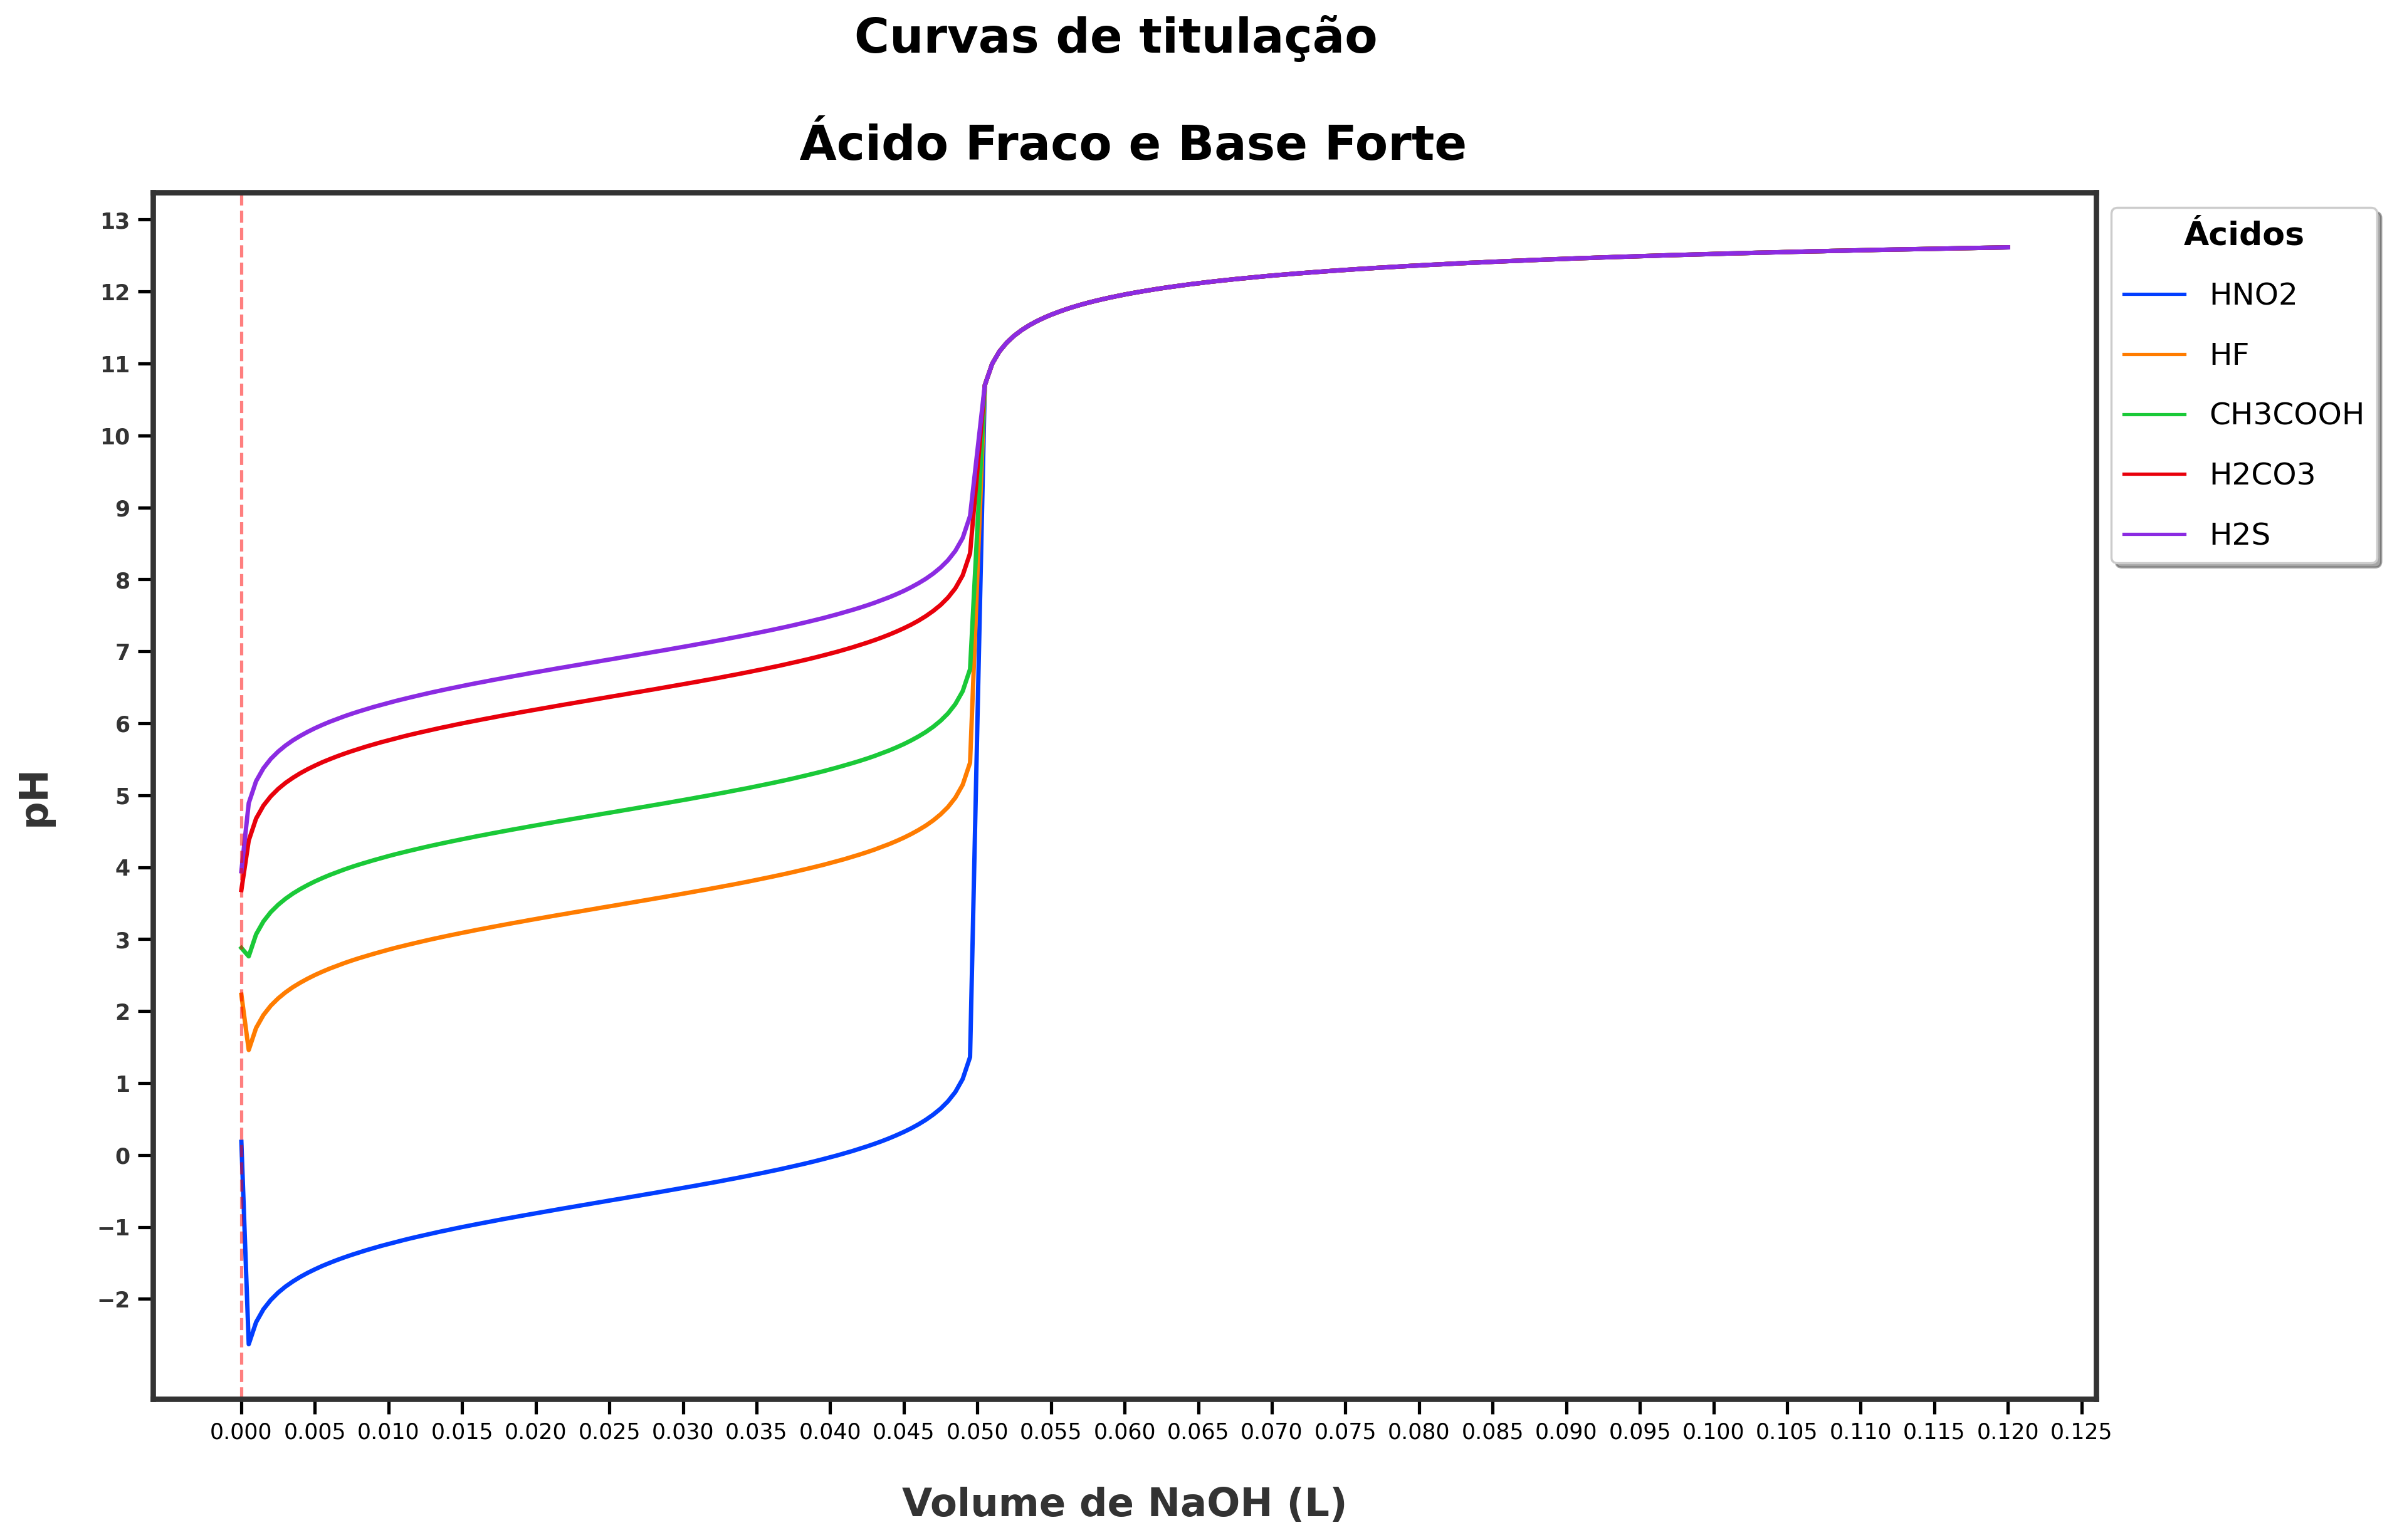 Curvas de titulação
Ácido Fraco e Base Forte
13
12
11
10
9
8
7
6
5
4
3
2
1
0
−1
−2
pH
0.000 0.005 0.010 0.015 0.020 0.025 0.030 0.035 0.040 0.045 0.050 0.055 0.060 0.065 0.070 0.075 0.080 0.085 0.090 0.095 0.100 0.105 0.110 0.115 0.120 0.125
Volume de NaOH (L)
Ácidos
HNO2
HF
CH3COOH
H2CO3
H2S